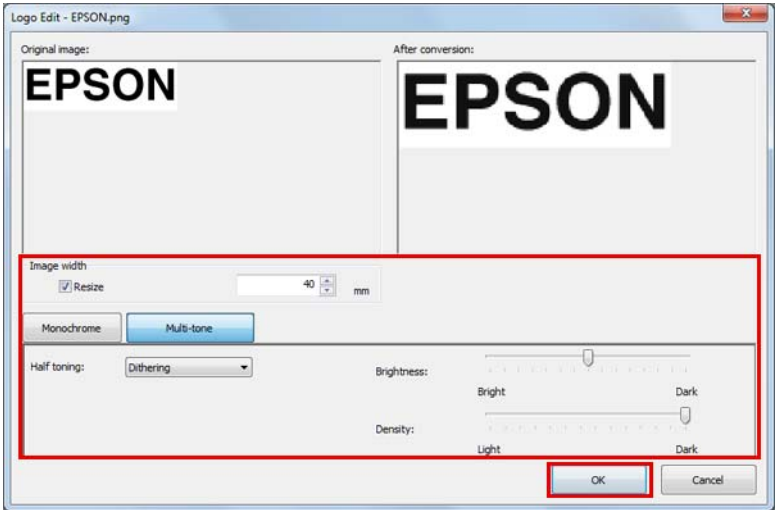 Logo Edit - EPSON.png
Original image:
After conversion:
EPSON
EPSON
Image width
Resize
40
mm
Monochrome
Multi-tone
Half toning:
Dithering
Brightness:
Bright
Dark
Density:
Light
Dark
OK
Cancel